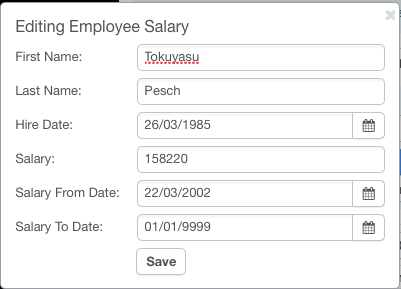 Editing Employee Salary
First Name: Tokuyasu
Last Name: Pesch
Hire Date: 26/03/1985
Salary: 158220
Salary From Date: 22/03/2002
Salary To Date: 01/01/9999
Save